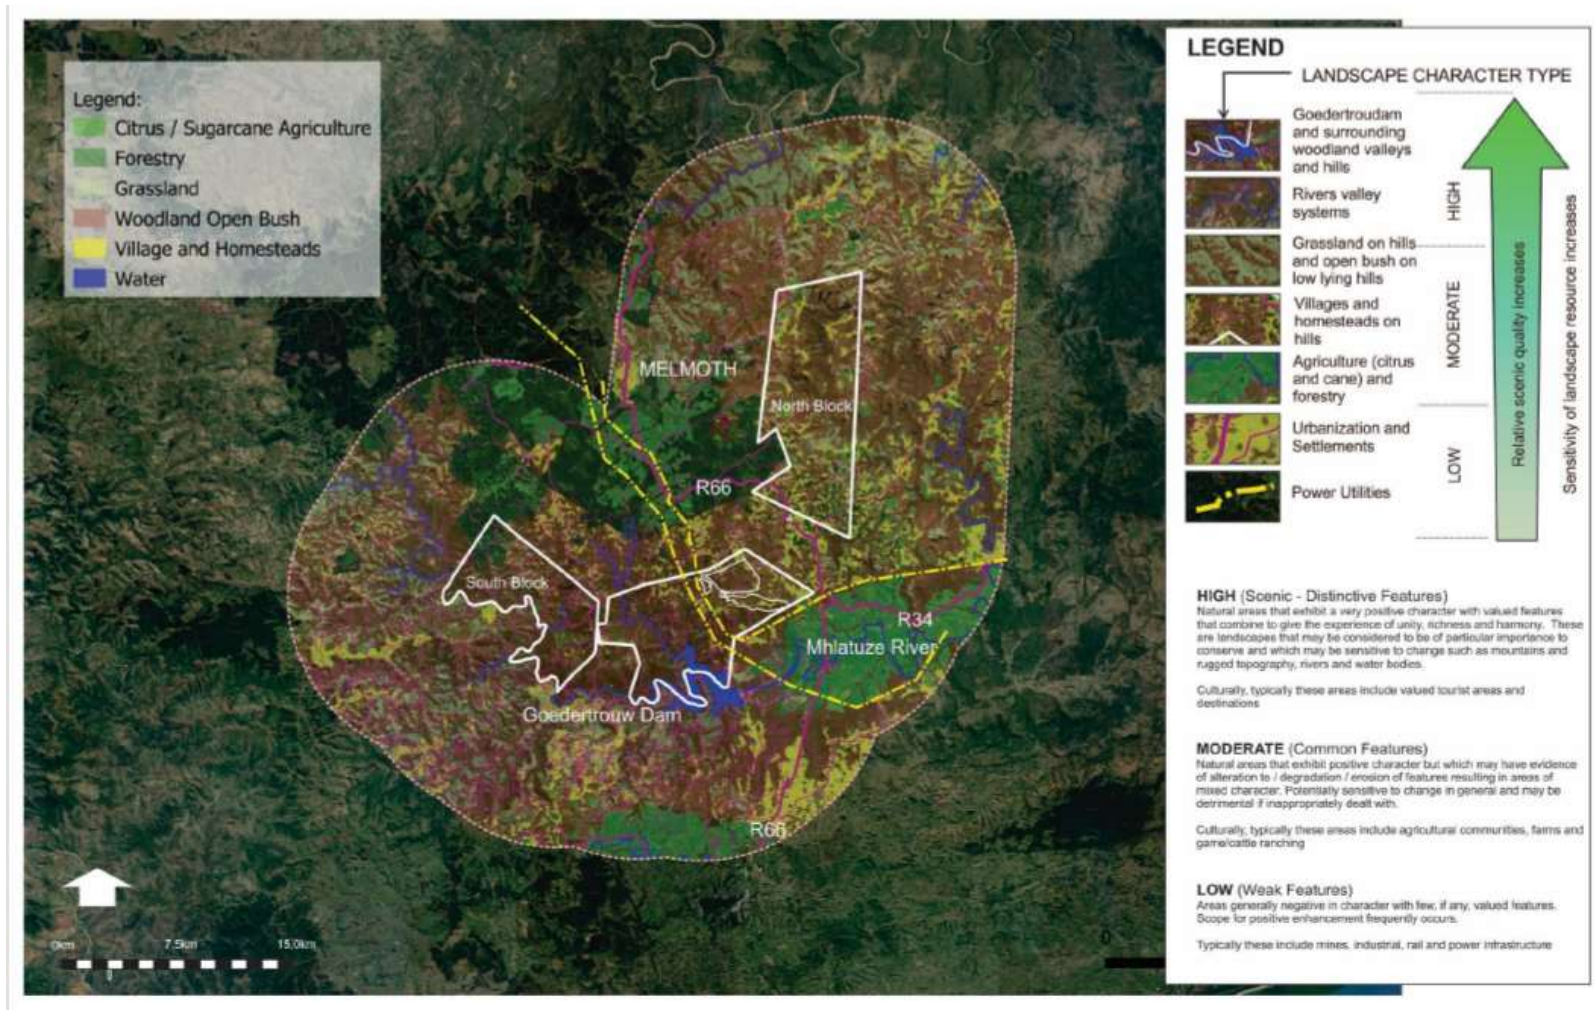 Legend:
Citrus / Sugarcane Agriculture
Forestry
Grassland
Woodland Open Bush
Village and Homesteads
Water
MELMOTH
North Block
R66
South Block
R34
Mhlatuze River
Goedertrouw Dam
R66
0km 7,5km 15,0km
0
0
LEGEND
LANDSCAPE CHARACTER TYPE
Goedertroudam
and surrounding
woodland valleys
and hills
Rivers valley
systems
Grassland on hills
and open bush on
low lying hills
Villages and
homesteads on
hills
Agriculture (citrus
and cane) and
forestry
Urbanization and
Settlements
Power Utilities
HIGH
MODERATE
LOW
Relative scenic quality increases
Sensitivity of landscape resource increases
HIGH (Scenic - Distinctive Features)
Natural areas that exhibit a very positive character with valued features
that combine to give the experience of unity, richness and harmony. These
are landscapes that may be considered to be of particular importance to
conserve and which may be sensitive to change such as mountains and
rugged topography, rivers and water bodies.
Culturally, typically these areas include valued tourist areas and
destinations
MODERATE (Common Features)
Natural areas that exhibit positive character but which may have evidence
of alteration to / degradation / erosion of features resulting in areas of
mixed character. Potentially sensitive to change in general and may be
detrimental if inappropriately dealt with.
Culturally, typically these areas include agricultural communities, farms and
game/cattle ranching
LOW (Weak Features)
Areas generally negative in character with few, if any, valued features.
Scope for positive enhancement frequently occurs.
Typically these include mines, industrial, rail and power infrastructure